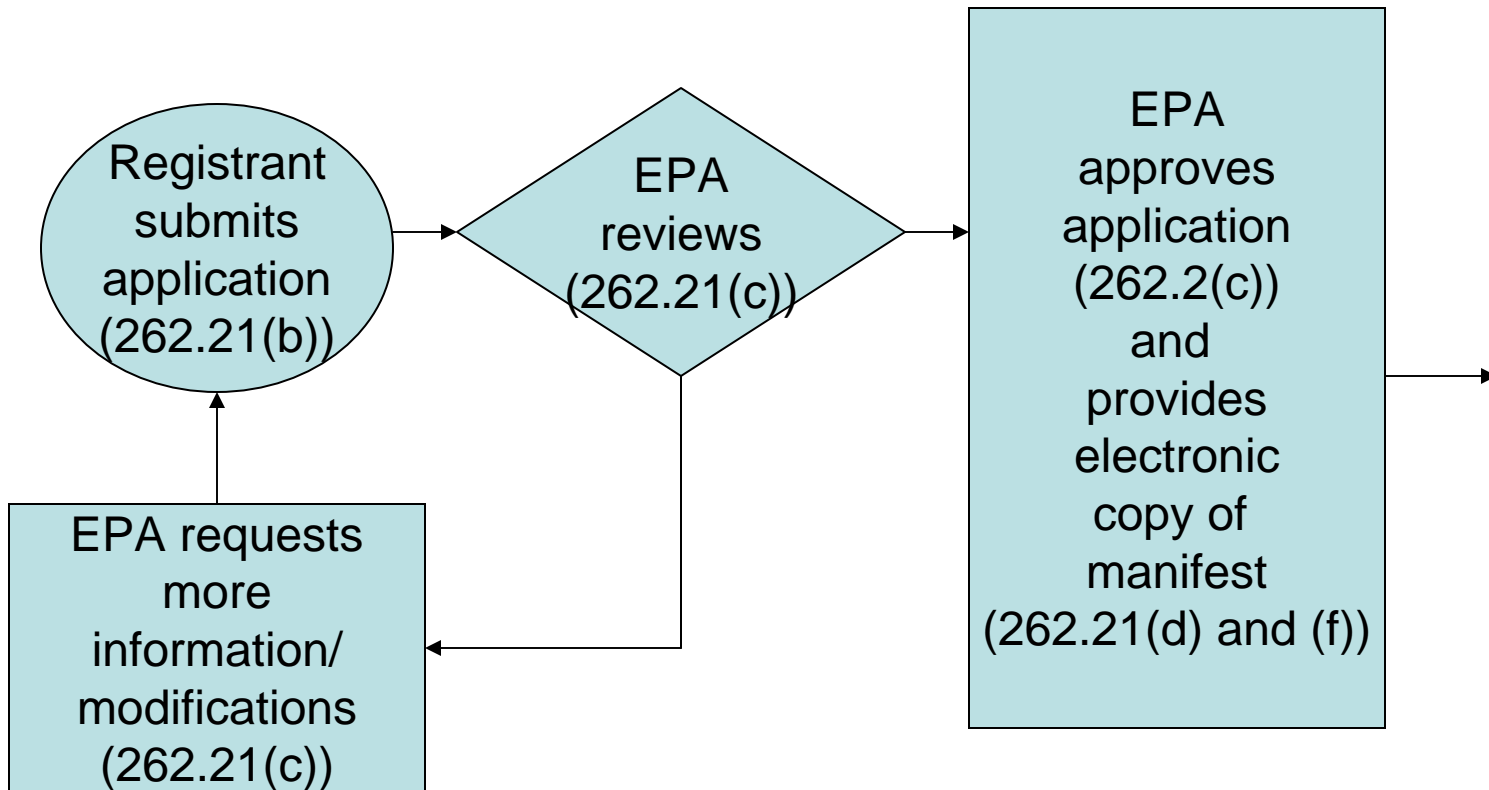 Registrant
submits
application
(262.21(b))
EPA
reviews
(262.21(c))
EPA
approves
application
(262.2(c))
and
provides
electronic
copy of
manifest
(262.21(d) and (f))
EPA requests
more
information/
modifications
(262.21(c))